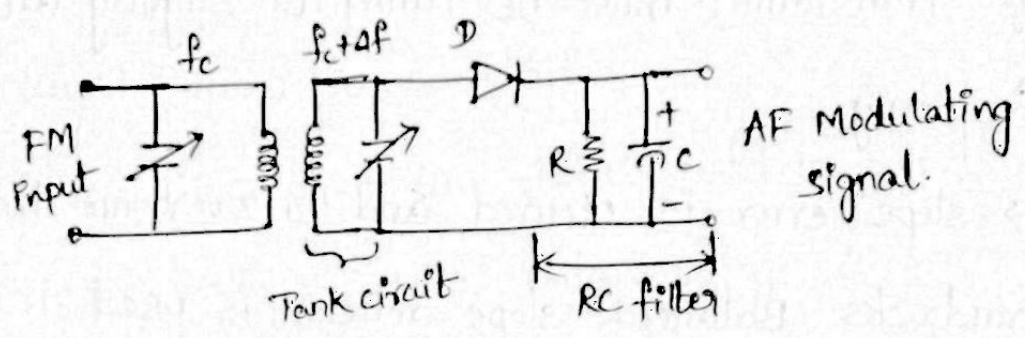 fc
fc+Δf
D
FM
Input
R
+
C
-
AF Modulating
signal.
Tank circuit
RC filter